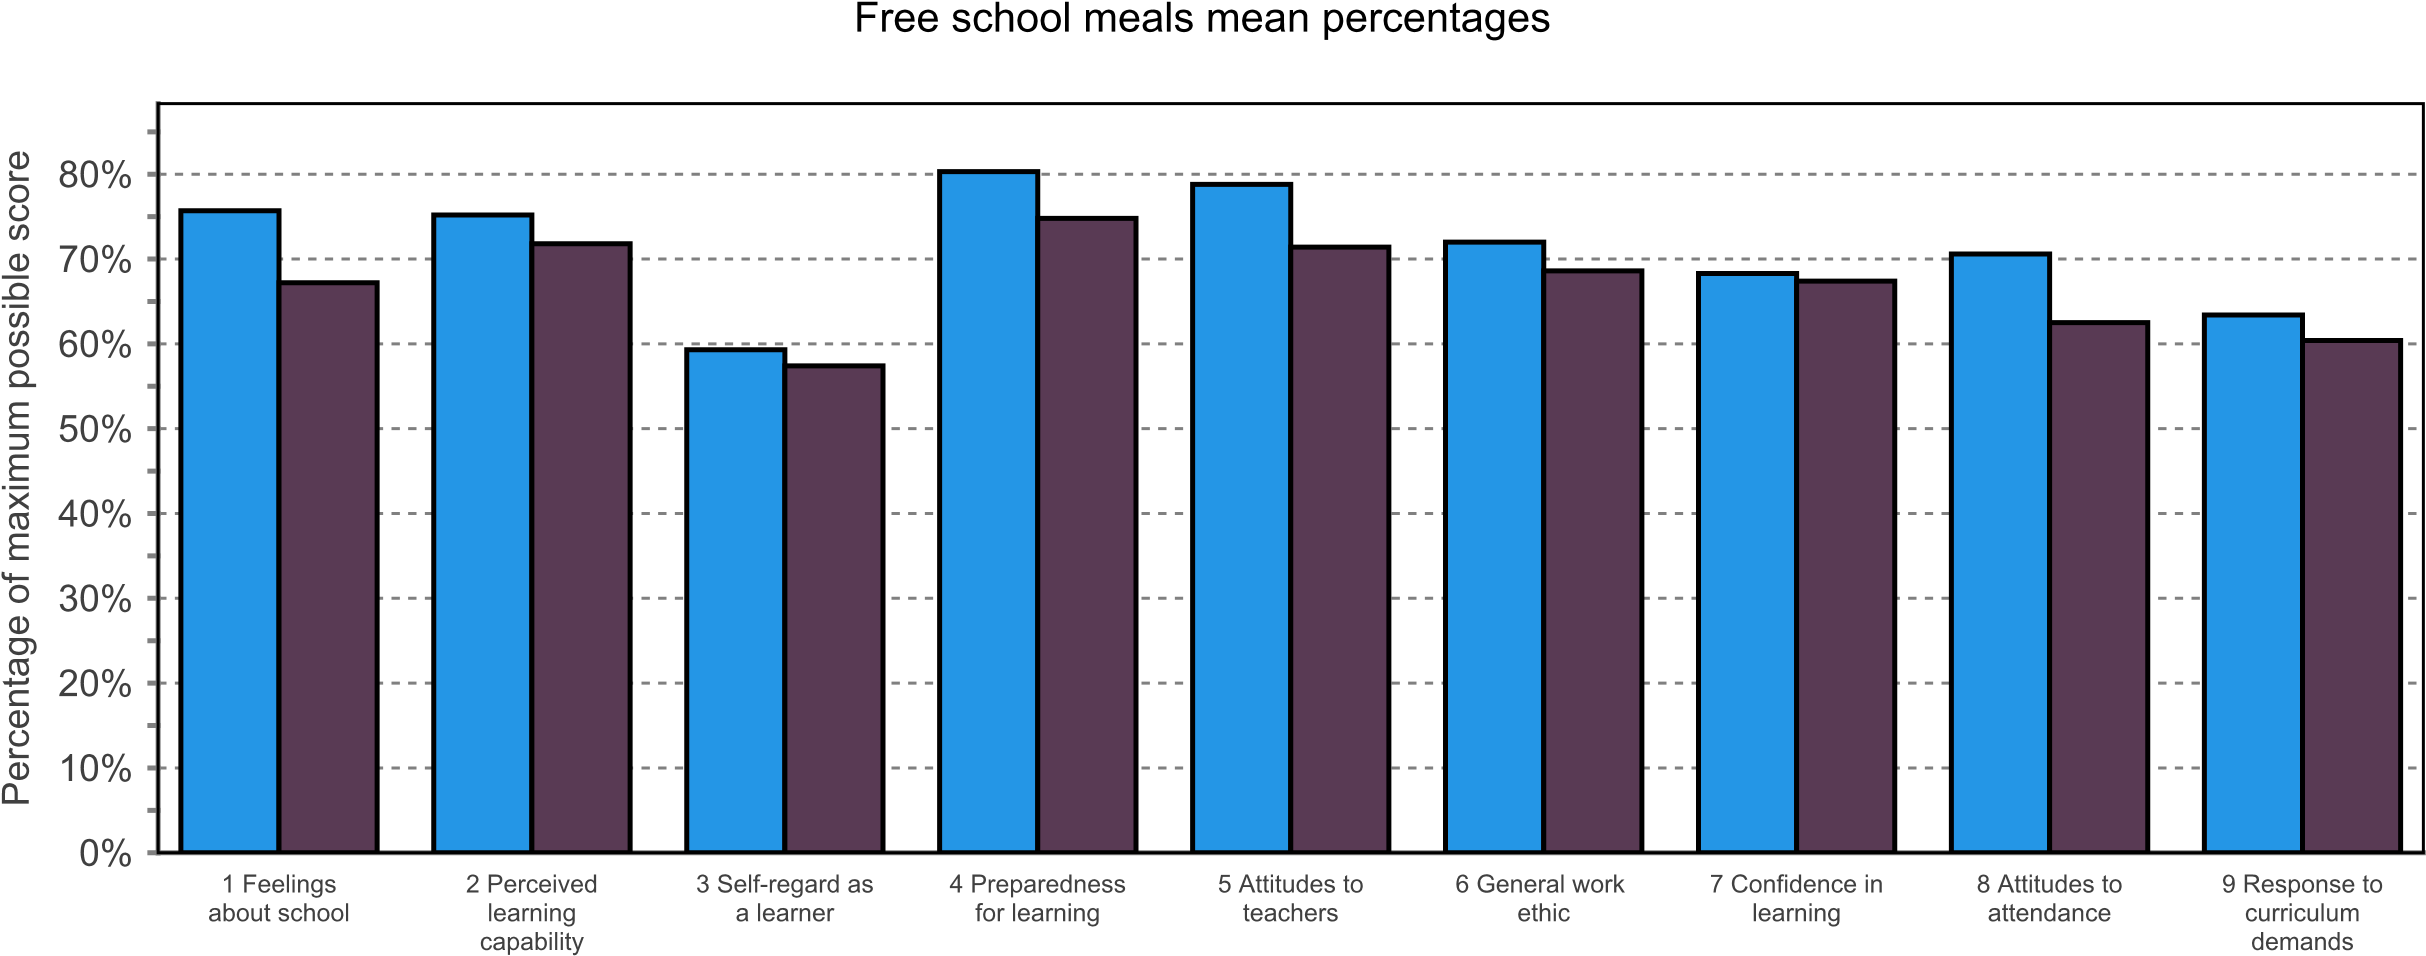 Free school meals mean percentages
Percentage of maximum possible score
80%
70%
60%
50%
40%
30%
20%
10%
0%
1 Feelings
about school
2 Perceived
learning
capability
3 Self-regard as
a learner
4 Preparedness
for learning
5 Attitudes to
teachers
6 General work
ethic
7 Confidence in
learning
8 Attitudes to
attendance
9 Response to
curriculum
demands